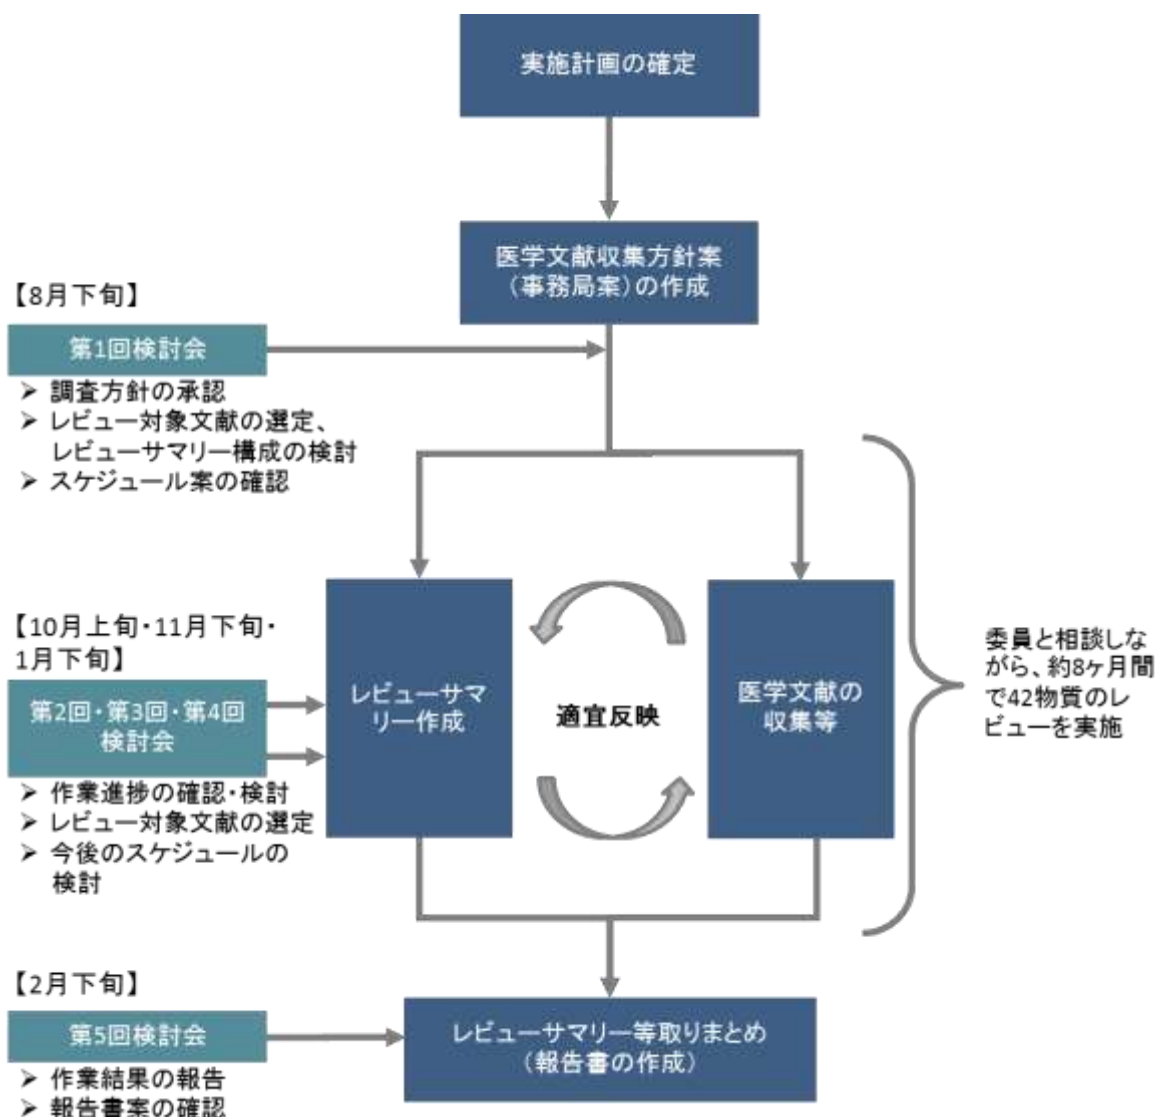 実施計画の確定
医学文献収集方針案
（事務局案）の作成
【8月下旬】
第1回検討会
➢ 調査方針の承認
➢ レビュー対象文献の選定、
レビューサマリー構成の検討
➢ スケジュール案の確認
【10月上旬・11月下旬・
1月下旬】
第2回・第3回・第4回
検討会
➢ 作業進捗の確認・検討
➢ レビュー対象文献の選定
➢ 今後のスケジュールの
検討
レビューサマ
リー作成
適宜反映
医学文献の
収集等
委員と相談しな
がら、約8ヶ月間
で42物質のレ
ビューを実施
【2月下旬】
第5回検討会
➢ 作業結果の報告
➢ 報告書案の確認
レビューサマリー等取りまとめ
（報告書の作成）